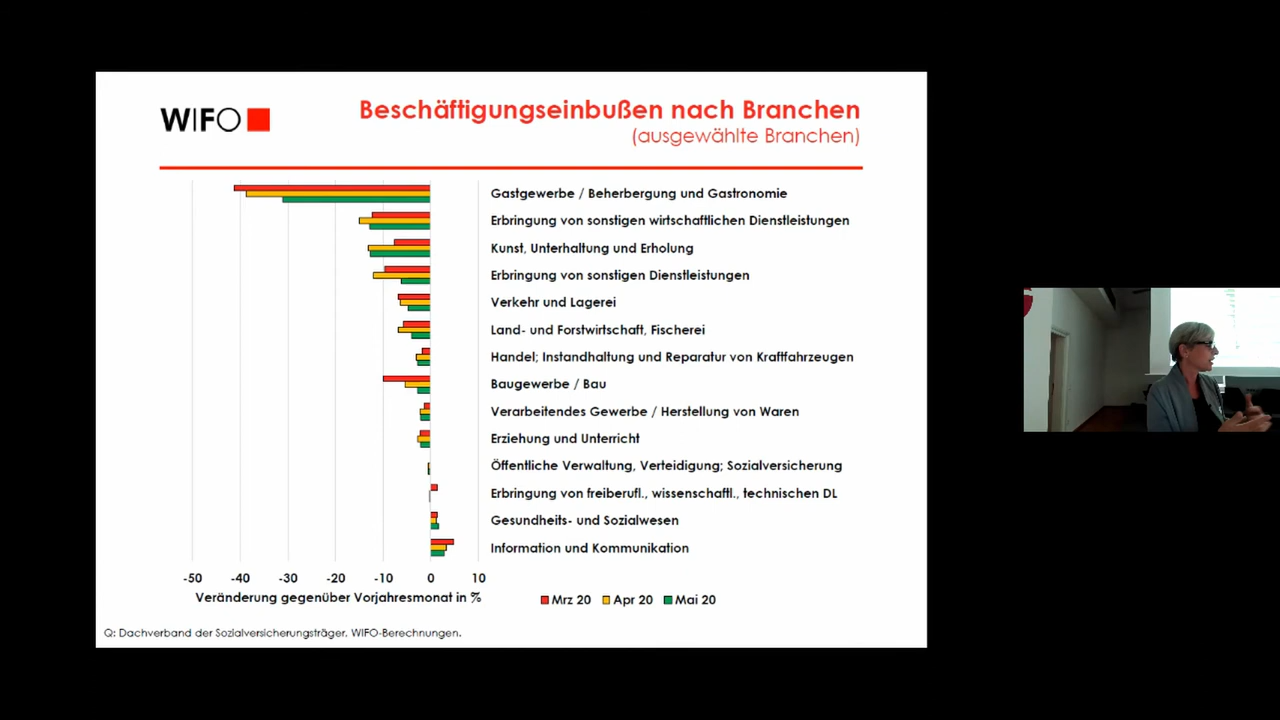 WIFO
Beschäftigungseinbußen nach Branchen
(ausgewählte Branchen)
Gastgewerbe / Beherbergung und Gastronomie
Erbringung von sonstigen wirtschaftlichen Dienstleistungen
Kunst, Unterhaltung und Erholung
Erbringung von sonstigen Dienstleistungen
Verkehr und Lagerei
Land- und Forstwirtschaft, Fischerei
Handel; Instandhaltung und Reparatur von Kraftfahrzeugen
Baugewerbe / Bau
Verarbeitendes Gewerbe / Herstellung von Waren
Erziehung und Unterricht
Öffentliche Verwaltung, Verteidigung; Sozialversicherung
Erbringung von freiberufl., wissenschaftl., technischen DL
Gesundheits- und Sozialwesen
Information und Kommunikation
-50 -40 -30 -20 -10 0 10
Veränderung gegenüber Vorjahresmonat in %
Mrz 20 Apr 20 Mai 20
Q: Dachverband der Sozialversicherungsträger. WIFO-Berechnungen.